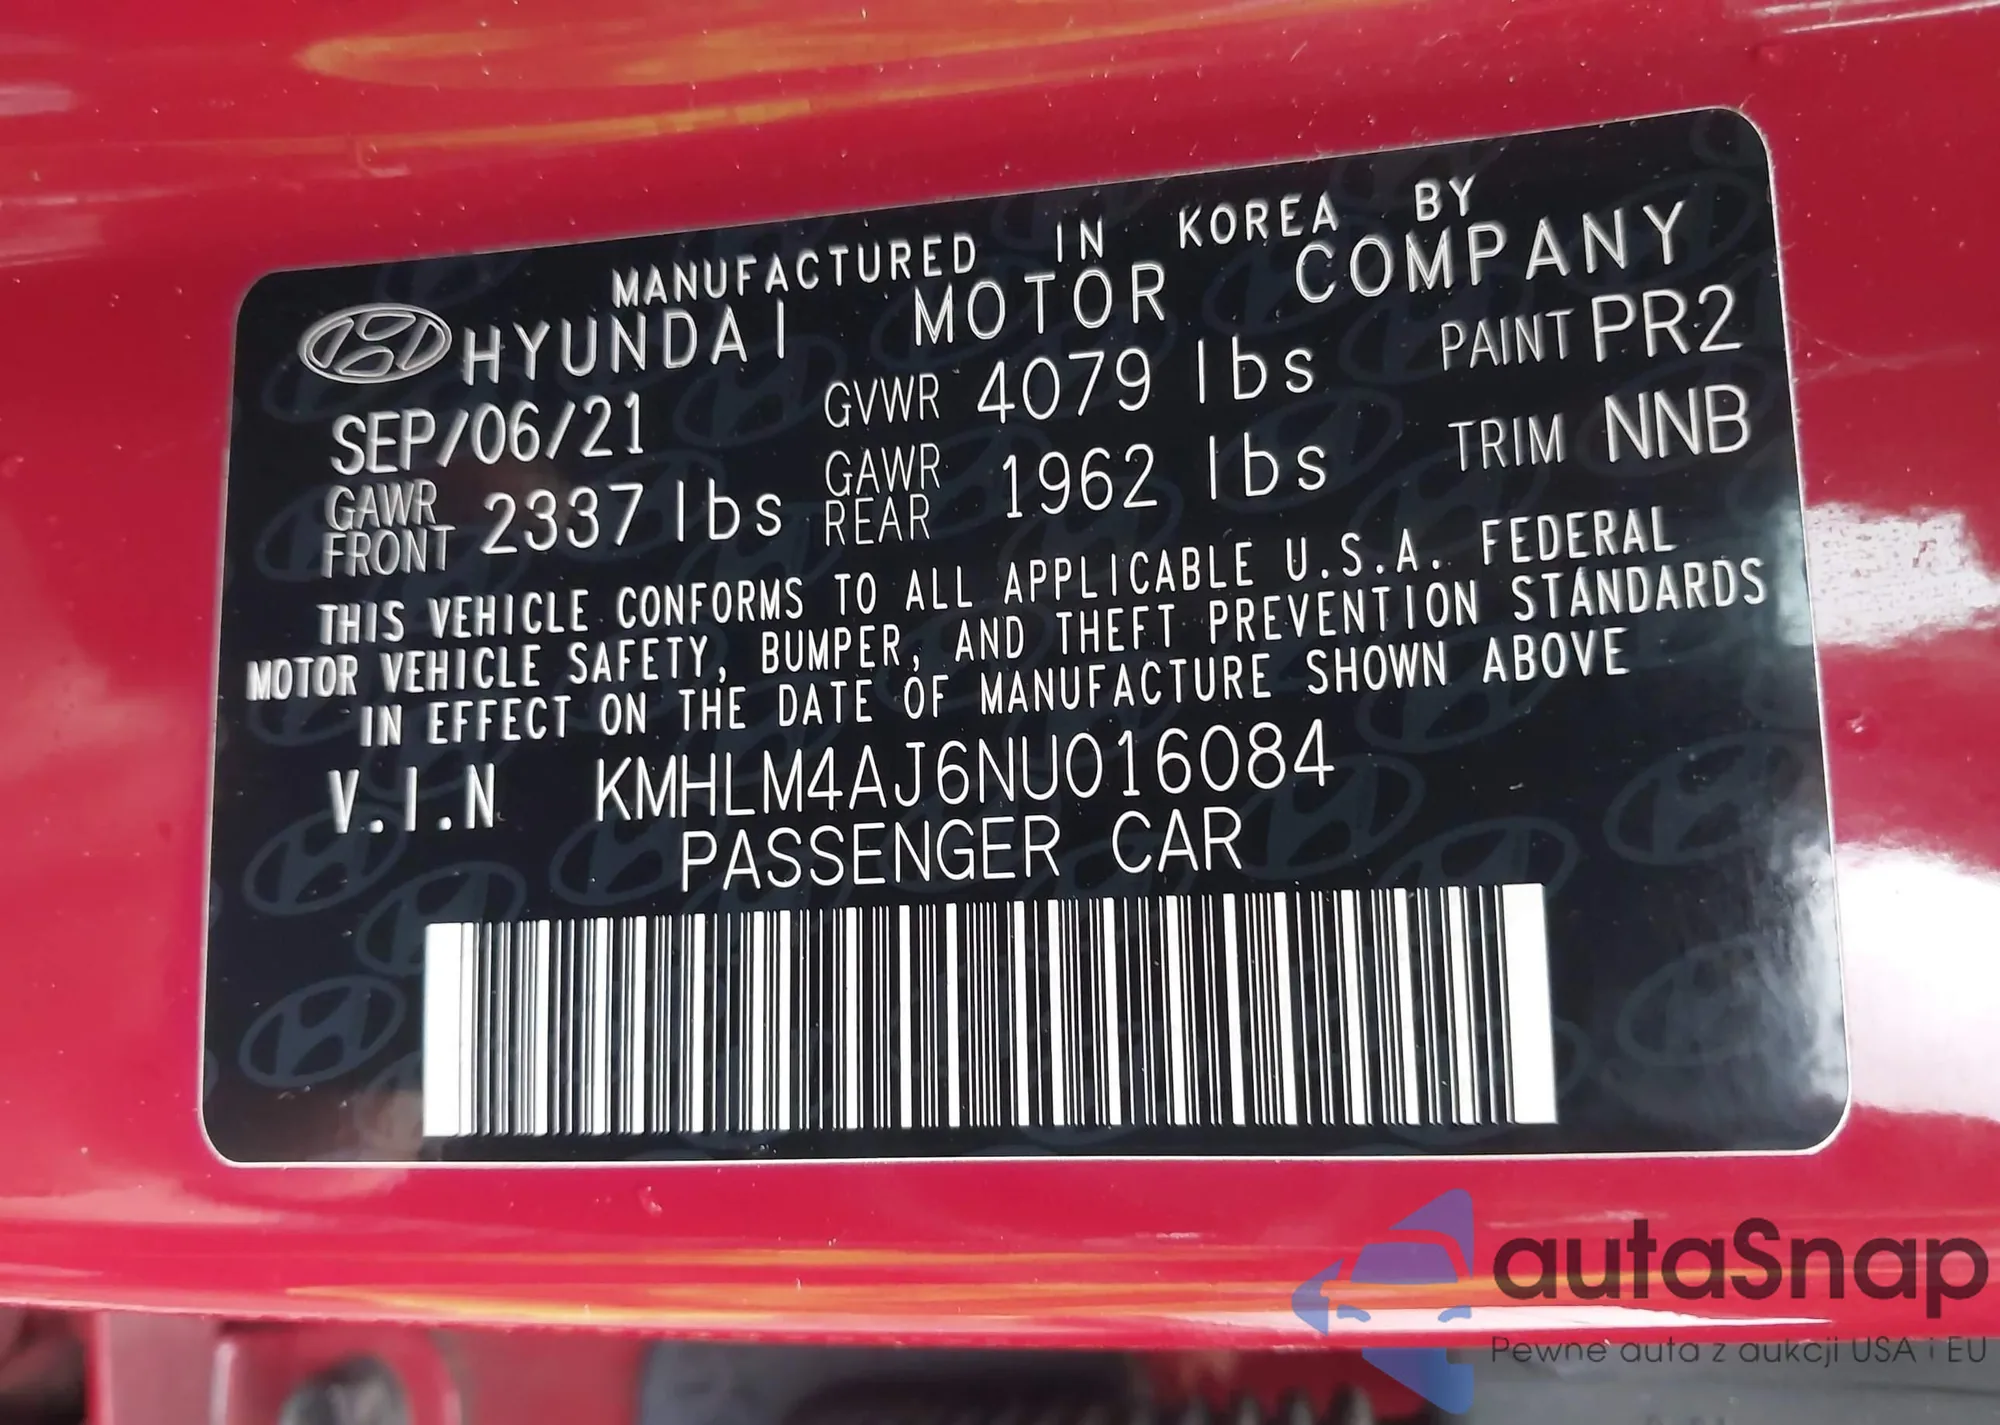 MANUFACTURED IN KOREA BY
HYUNDAI MOTOR COMPANY
SEP/06/21 GVWR 4079 lbs PAINT PR2
GAWR FRONT 2337 lbs GAWR REAR 1962 lbs TRIM NNB
THIS VEHICLE CONFORMS TO ALL APPLICABLE U.S.A. FEDERAL
MOTOR VEHICLE SAFETY, BUMPER, AND THEFT PREVENTION STANDARDS
IN EFFECT ON THE DATE OF MANUFACTURE SHOWN ABOVE
V.I.N KMHLM4AJ6NU016084
PASSENGER CAR
autaSnap
Pewne auta z aukcji USA i EU